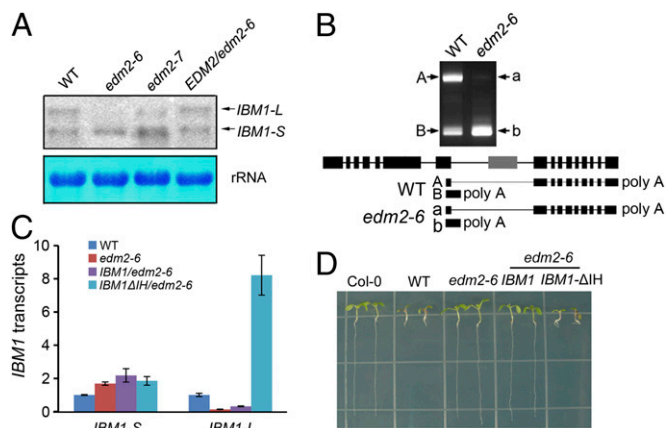 A
WT
edm2-6
edm2-7
EDM2/edm2-6
IBM1-L
IBM1-S
rRNA
B
WT
edm2-6
A
a
B
b
WT
A
poly A
B
poly A
edm2-6
a
poly A
b
poly A
C
IBM1 transcripts
10
8
6
4
2
0
WT
edm2-6
IBM1/edm2-6
IBM1ΔIH/edm2-6
IBM1-S
IBM1-L
D
edm2-6
Col-0
WT
edm2-6
IBM1
IBM1-ΔIH